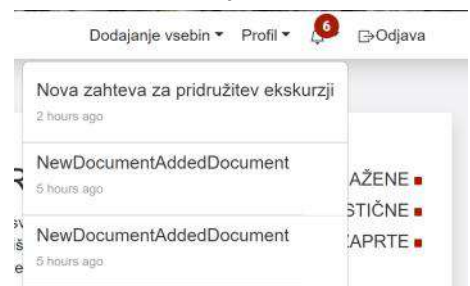 Dodajanje vsebin Profil 6 Odjava
Nova zahteva za pridružitev ekskurzji
2 hours ago
NewDocumentAddedDocument
5 hours ago
AŽENE
STIČNE
NewDocumentAddedDocument
ZAPRTE
5 hours ago